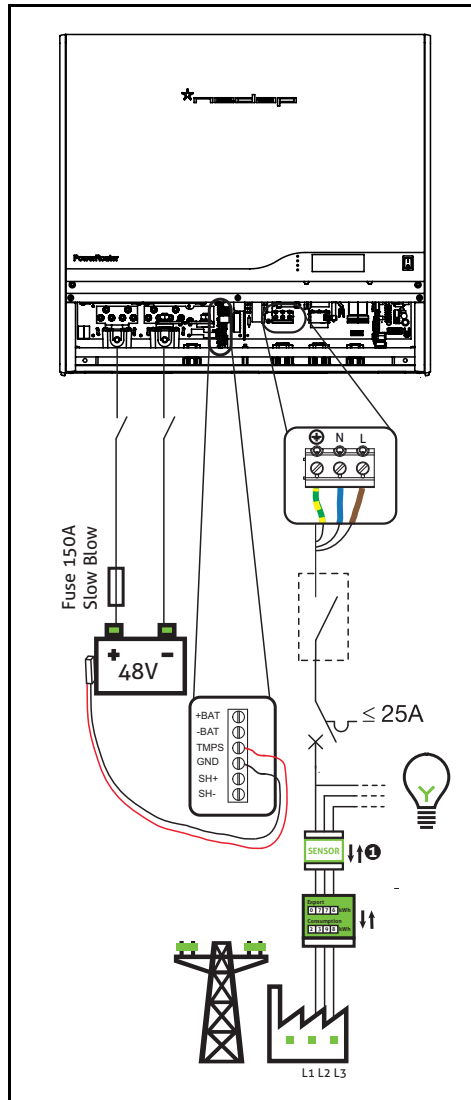 PowerRouter
N L
Fuse 150A
Slow Blow
+ -
48V
≤ 25A
+BAT
-BAT
TMPS
GND
SH+
SH-
SENSOR
1
Export
kWh
Consumption
kWh
L1 L2 L3